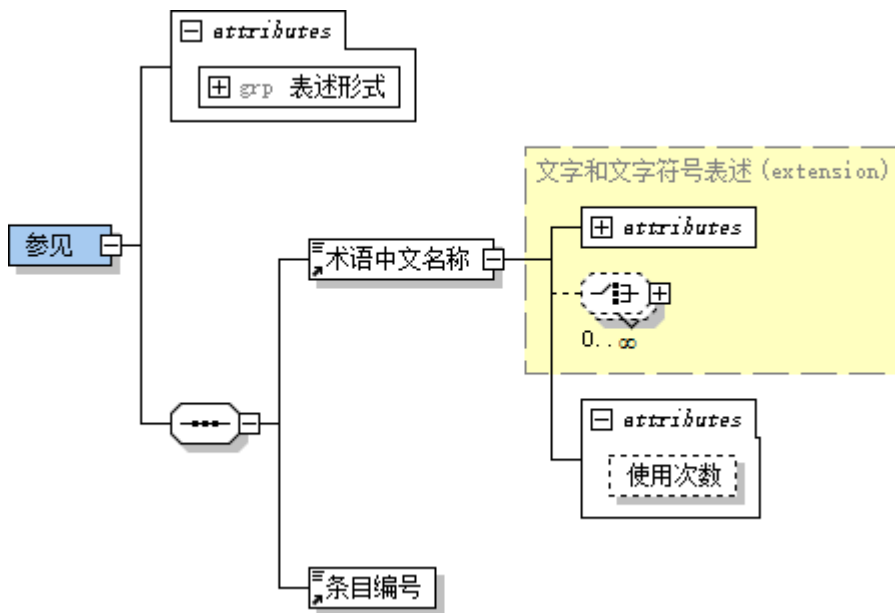 attributes
grp 表述形式
文字和文字符号表述 (extension)
attributes
参见
术语中文名称
0..∞
attributes
使用次数
条目编号